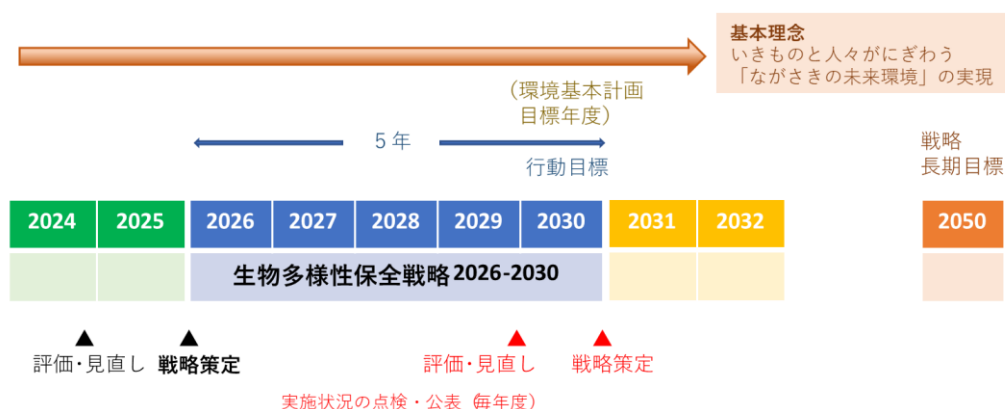 基本理念
いきものと人々がにぎわう
「ながさきの未来環境」の実現
（環境基本計画
目標年度）
５年
行動目標
戦略
長期目標
2024 2025 2026 2027 2028 2029 2030 2031 2032 2050
生物多様性保全戦略2026-2030
▲ ▲ ▲ ▲
評価・見直し 戦略策定 評価・見直し 戦略策定
実施状況の点検・公表（毎年度）